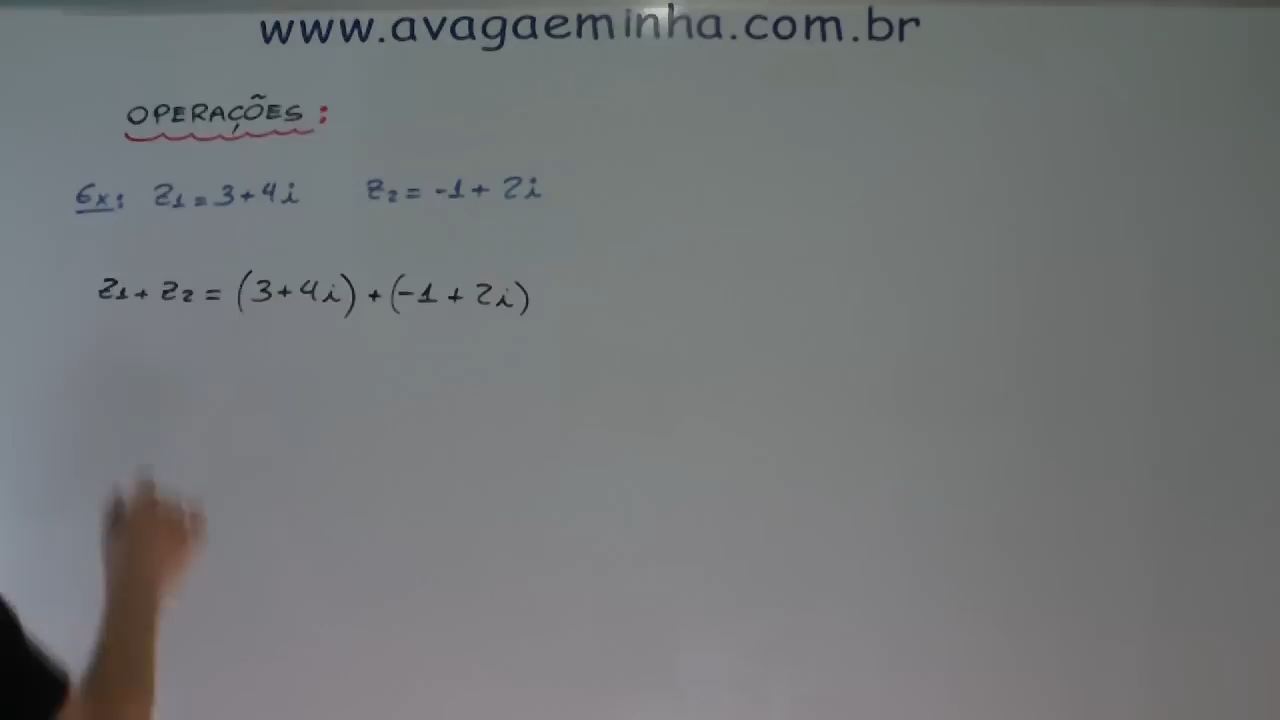 www.avagaeminha.com.br
OPERAÇÕES:
Ex: z1 = 3+4i z2 = -1 + 2i
z1 + z2 = (3+4i) + (-1 + 2i)